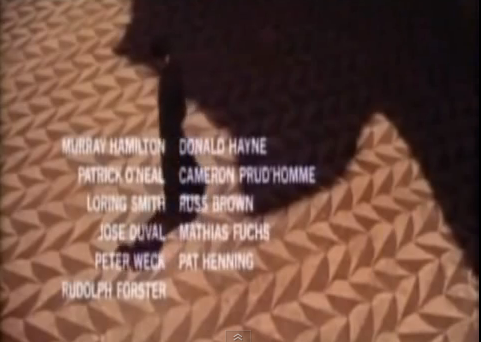 MURRAY HAMILTON DONALD HAYNE
PATRICK O'NEAL CAMERON PRUD'HOMME
LORING SMITH RUSS BROWN
JOSE DUVAL MATHIAS FUCHS
PETER WECK PAT HENNING
RUDOLPH FORSTER